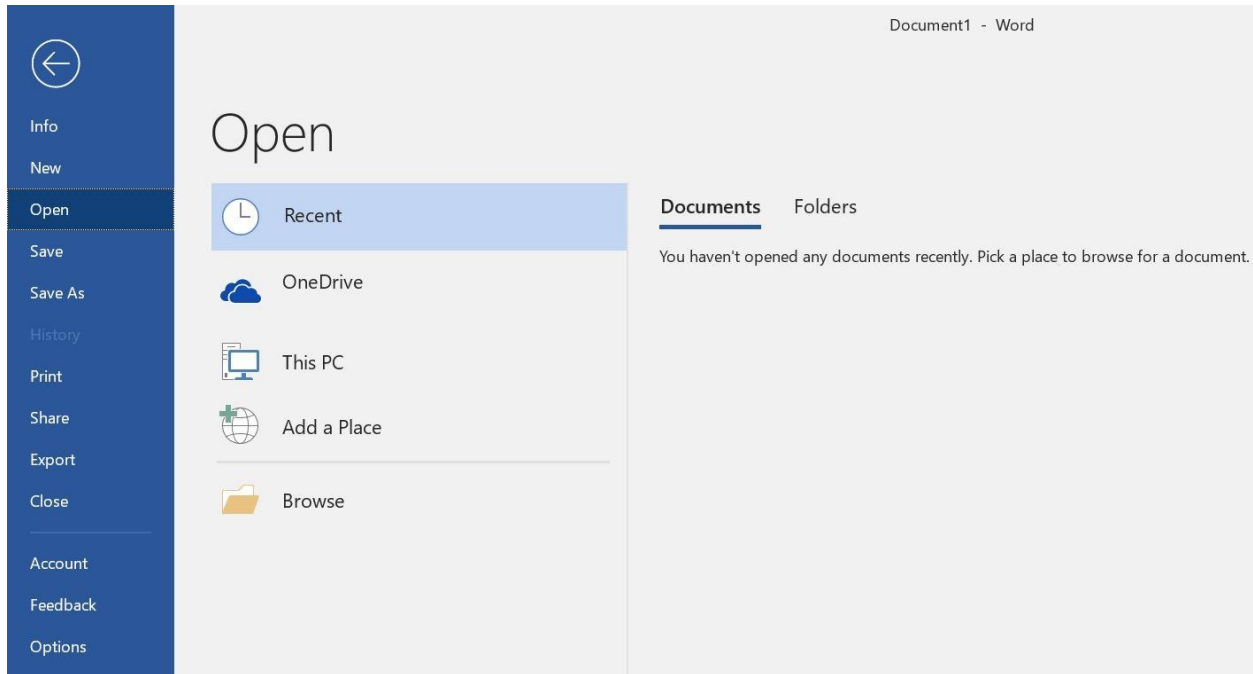 Document1 - Word
Info
New
Open
Save
Save As
History
Print
Share
Export
Close
Account
Feedback
Options
Open
Recent
OneDrive
This PC
Add a Place
Browse
Documents Folders
You haven't opened any documents recently. Pick a place to browse for a document.